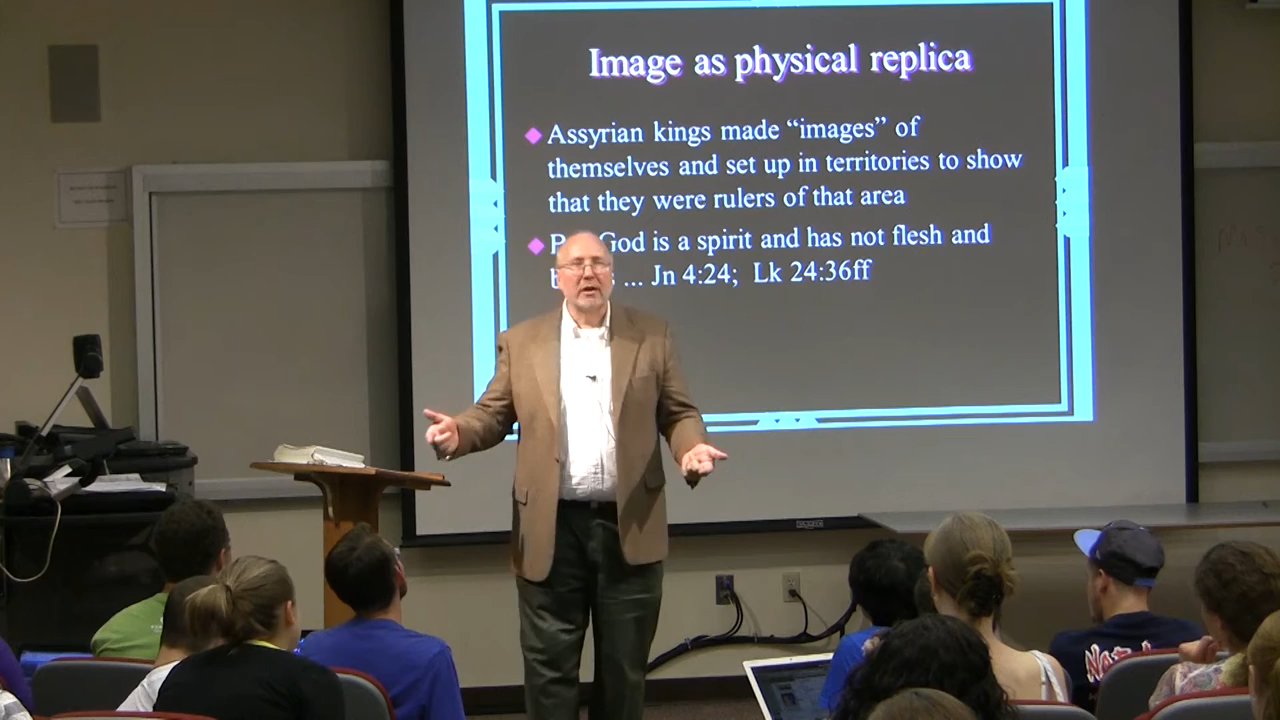 Image as physical replica
Assyrian kings made “images” of
themselves and set up in territories to show
that they were rulers of that area
God is a spirit and has not flesh and
... Jn 4:24; Lk 24:36ff